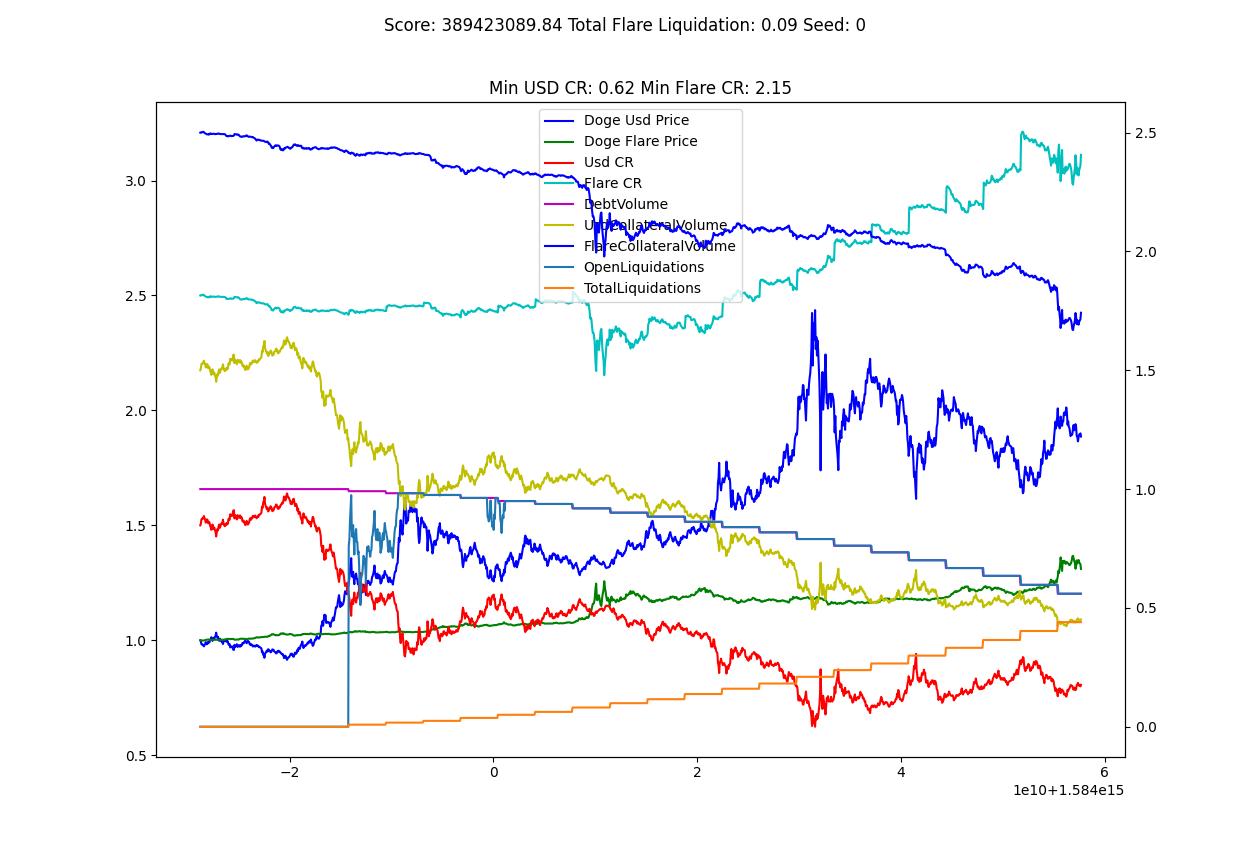 Score: 389423089.84 Total Flare Liquidation: 0.09 Seed: 0
Min USD CR: 0.62 Min Flare CR: 2.15
Doge Usd Price
Doge Flare Price
Usd CR
Flare CR
DebtVolume
UsdCollateralVolume
FlareCollateralVolume
OpenLiquidations
TotalLiquidations
3.0
2.5
2.0
1.5
1.0
0.5
2.5
2.0
1.5
1.0
0.5
0.0
−2
0
2
4
6
1e10+1.584e15